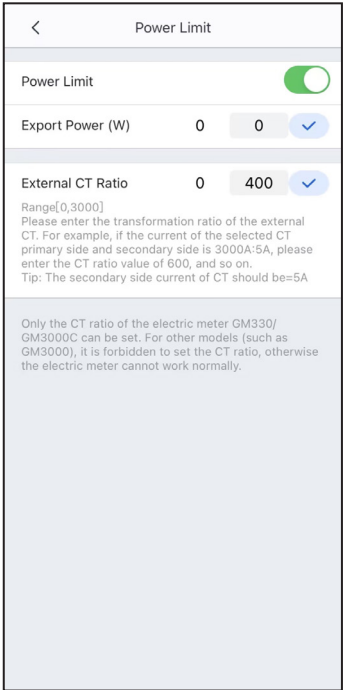 Power Limit
Power Limit
Export Power (W) 0 0
External CT Ratio 0 400
Range[0,3000]
Please enter the transformation ratio of the external
CT. For example, if the current of the selected CT
primary side and secondary side is 3000A:5A, please
enter the CT ratio value of 600, and so on.
Tip: The secondary side current of CT should be=5A
Only the CT ratio of the electric meter GM330/
GM3000C can be set. For other models (such as
GM3000), it is forbidden to set the CT ratio, otherwise
the electric meter cannot work normally.